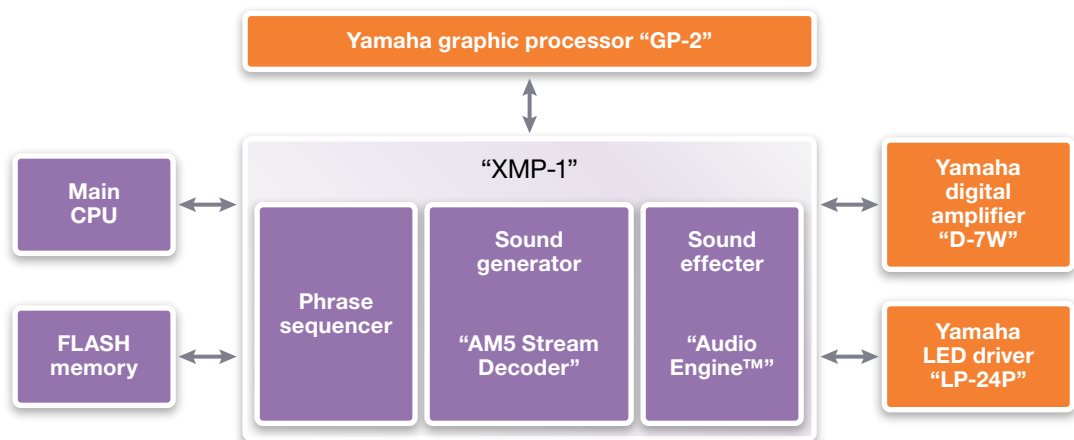 Yamaha graphic processor “GP-2”
“XMP-1”
Main
CPU
FLASH
memory
Phrase
sequencer
Sound
generator
“AM5 Stream
Decoder”
Sound
effecter
“Audio
Engine™”
Yamaha
digital
amplifier
“D-7W”
Yamaha
LED driver
“LP-24P”